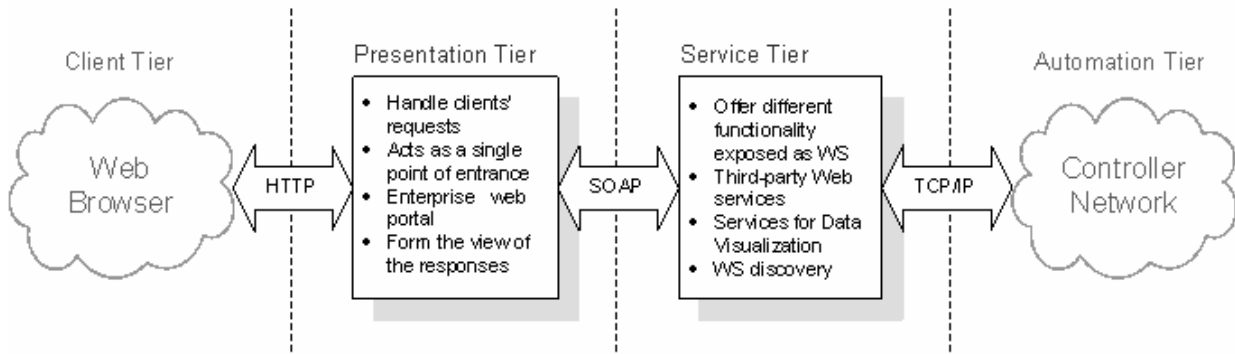 Client Tier
Presentation Tier
Service Tier
Automation Tier
Web
Browser
HTTP
• Handle clients'
requests
• Acts as a single
point of entrance
• Enterprise web
portal
• Form the view of
the responses
SOAP
• Offer different
functionality
exposed as WS
• Third-party Web
services
• Services for Data
Visualization
• WS discovery
TCP/IP
Controller
Network